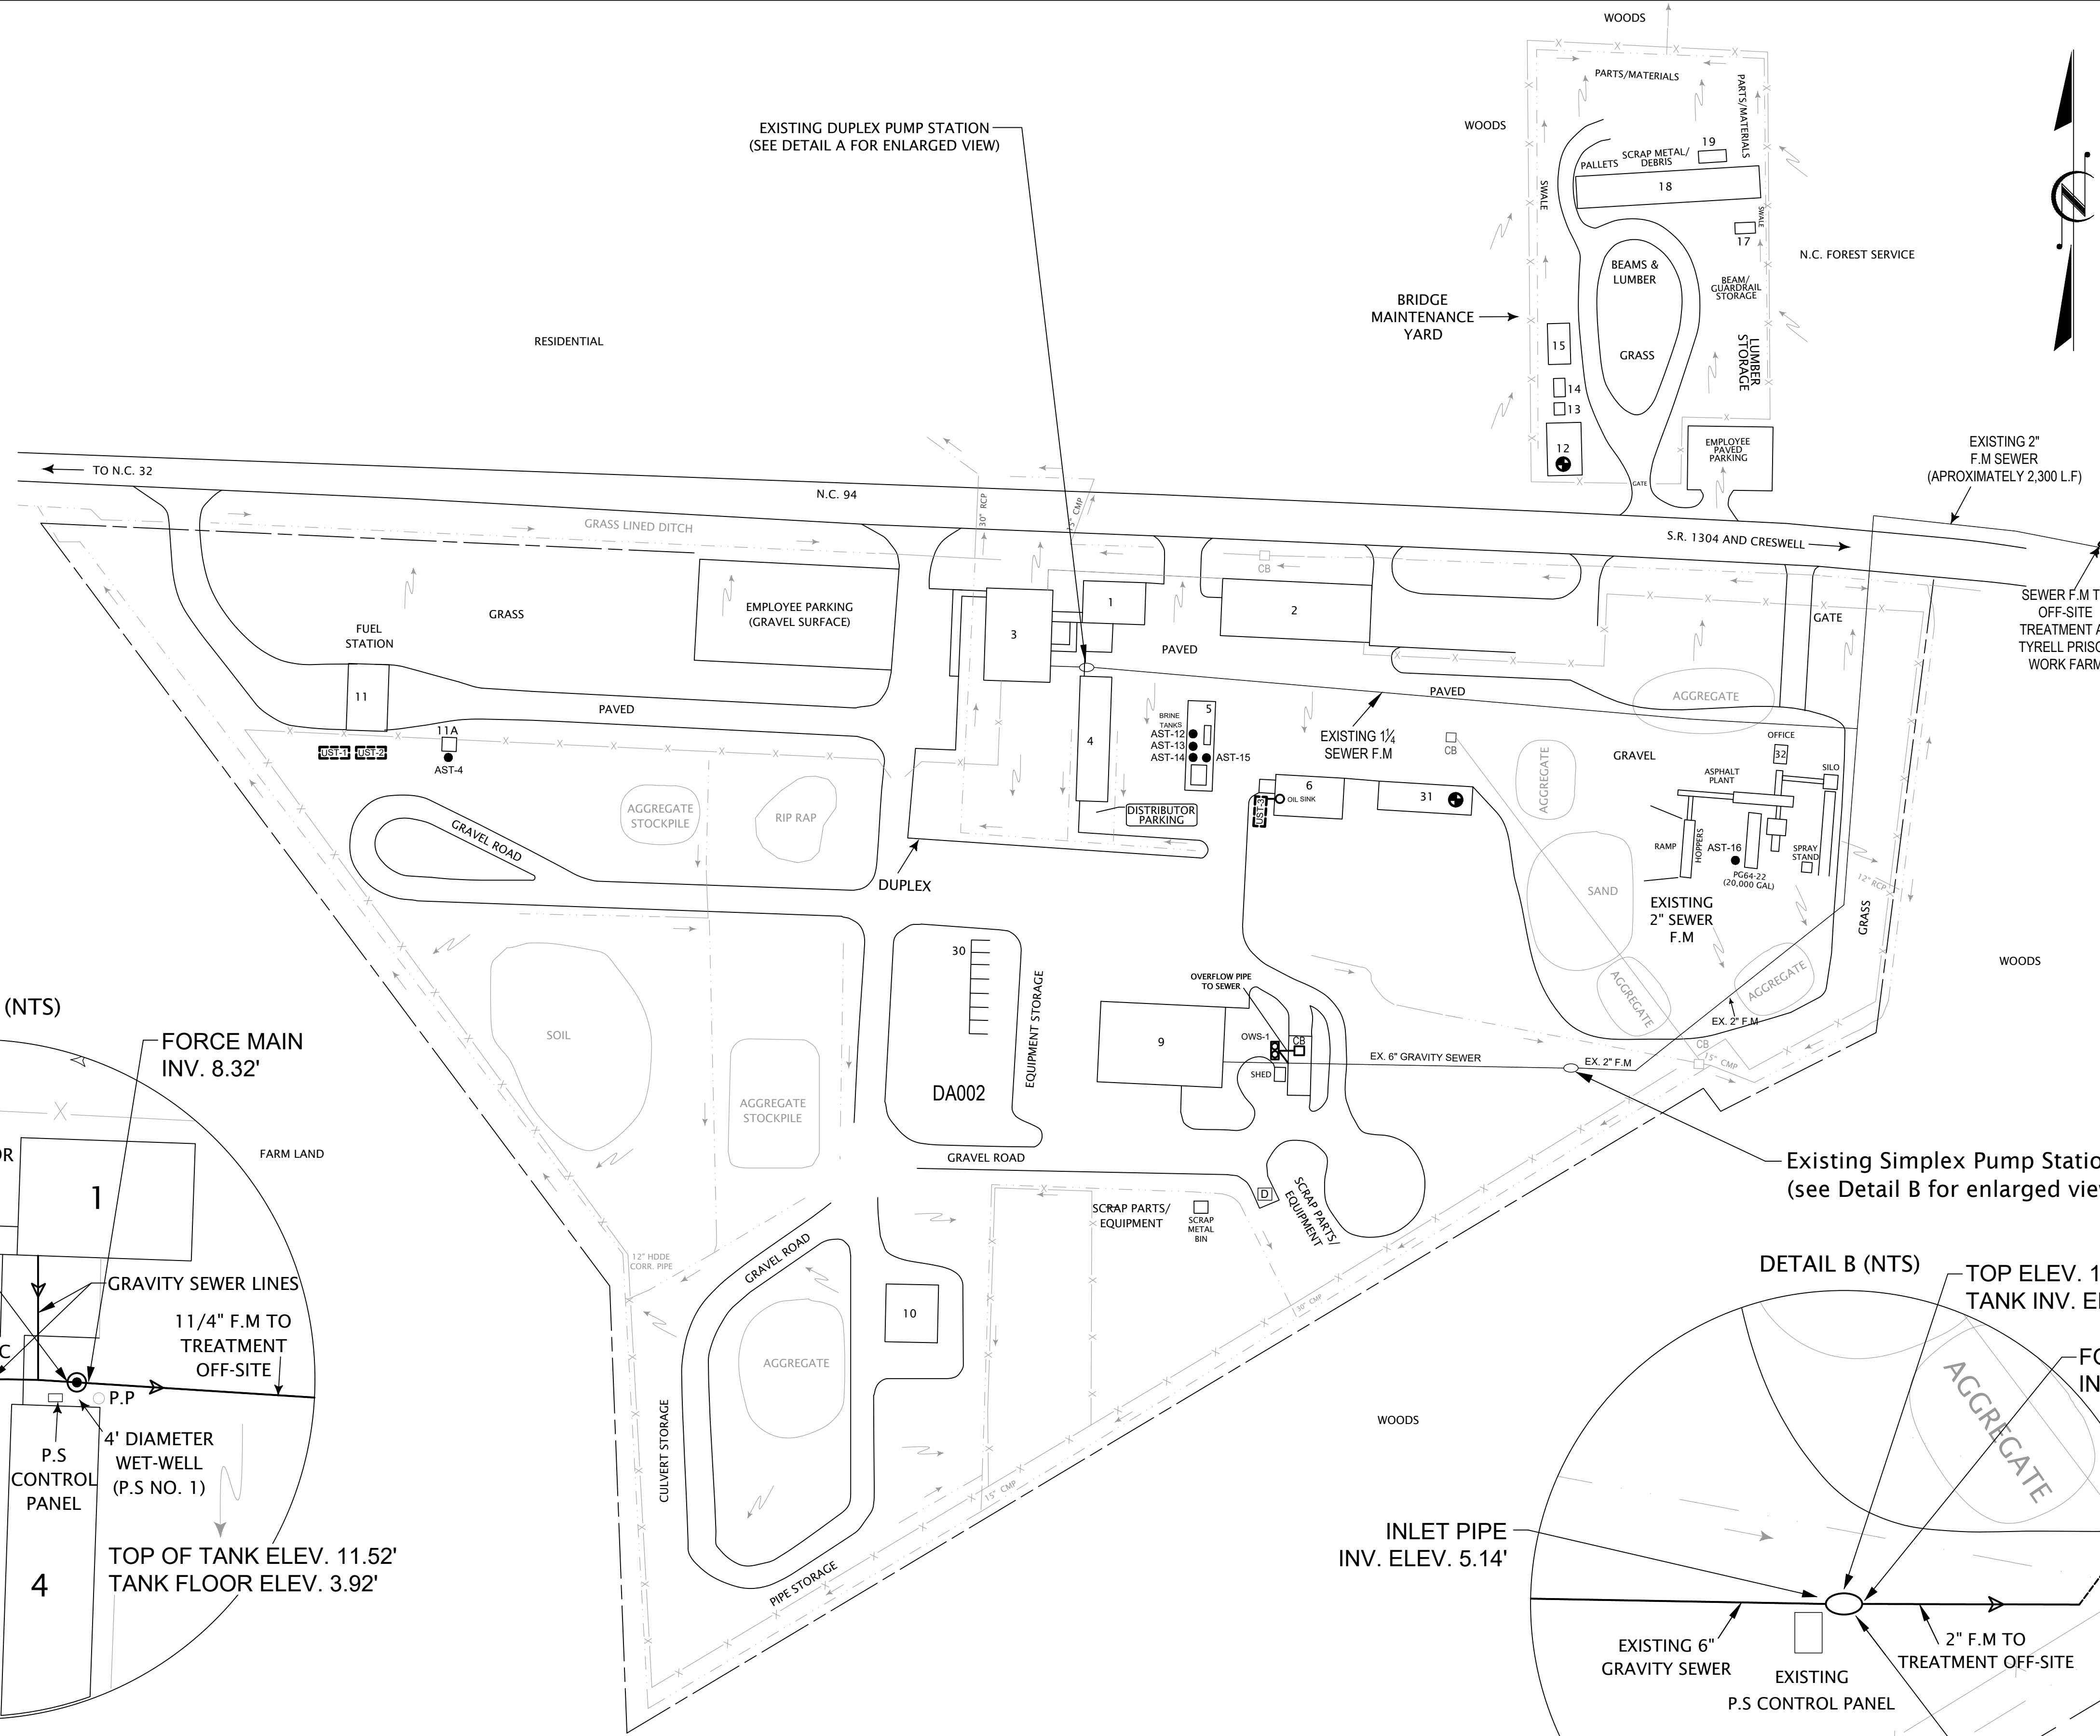 WOODS
PARTS/MATERIALS
PARTS/MATERIALS
WOODS
EXISTING DUPLEX PUMP STATION
(SEE DETAIL A FOR ENLARGED VIEW)
19
SCRAP METAL/
DEBRIS
PALLETS
18
SWALE
SWALE
17
N.C. FOREST SERVICE
N
BEAMS &
LUMBER
BEAM/
GUARDRAIL
STORAGE
BRIDGE
MAINTENANCE
YARD
RESIDENTIAL
15
GRASS
LUMBER
STORAGE
14
13
12
EMPLOYEE
PAVED
PARKING
GATE
EXISTING 2"
F.M SEWER
(APROXIMATELY 2,300 L.F)
TO N.C. 32
N.C. 94
30" RCP
15" CMP
GRASS LINED DITCH
S.R. 1304 AND CRESWELL
CB
SEWER F.M T
OFF-SITE
TREATMENT A
TYRELL PRISO
WORK FARM
GRASS
EMPLOYEE PARKING
(GRAVEL SURFACE)
FUEL
STATION
1
2
3
GATE
PAVED
11
PAVED
PAVED
AGGREGATE
5
BRINE
TANKS
AST-12
AST-13
AST-14
AST-15
4
EXISTING 1¼
SEWER F.M
CB
11A
UST-1
UST-2
AST-4
GRAVEL
OFFICE
32
ASPHALT
PLANT
SILO
AGGREGATE
6
OIL SINK
UST-3
31
AGGREGATE
STOCKPILE
RIP RAP
DISTRIBUTOR
PARKING
GRAVEL ROAD
RAMP
HOPPERS
AST-16
PG64-22
(20,000 GAL)
SPRAY
STAND
12" RCP
DUPLEX
SAND
EXISTING
2" SEWER
F.M
GRASS
30
EQUIPMENT STORAGE
WOODS
OVERFLOW PIPE
TO SEWER
AGGREGATE
AGGREGATE
EX. 2" F.M
(NTS)
FORCE MAIN
INV. 8.32'
SOIL
9
OWS-1
CB
SHED
EX. 6" GRAVITY SEWER
EX. 2" F.M
CB
15" CMP
DA002
AGGREGATE
STOCKPILE
OR
1
FARM LAND
GRAVEL ROAD
Existing Simplex Pump Statio
(see Detail B for enlarged vie
D
SCRAP PARTS/
EQUIPMENT
SCRAP PARTS/
EQUIPMENT
SCRAP
METAL
BIN
12" HDDE
CORR. PIPE
GRAVEL ROAD
GRAVITY SEWER LINES
DETAIL B (NTS)
TOP ELEV. 1
TANK INV. E
30" CMP
10
11/4" F.M TO
TREATMENT
OFF-SITE
C
AGGREGATE
FO
IN
P.P
AGGREGATE
4' DIAMETER
WET-WELL
(P.S NO. 1)
P.S
CONTROL
PANEL
CULVERT STORAGE
WOODS
15" CMP
INLET PIPE
INV. ELEV. 5.14'
TOP OF TANK ELEV. 11.52'
TANK FLOOR ELEV. 3.92'
4
PIPE STORAGE
EXISTING 6"
GRAVITY SEWER
2" F.M TO
TREATMENT OFF-SITE
EXISTING
P.S CONTROL PANEL